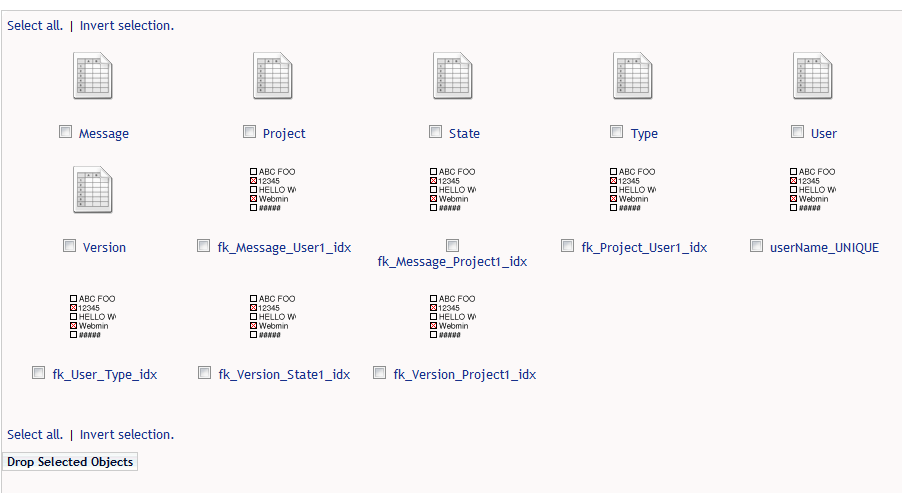 Select all. | Invert selection.
Message Project State Type User
ABC FOO ABC FOO ABC FOO ABC FOO
12345 12345 12345 12345
HELLO W HELLO W HELLO W HELLO W
Webmin Webmin Webmin Webmin
##### ##### ##### #####
Version fk_Message_User1_idx fk_Message_Project1_idx fk_Project_User1_idx userName_UNIQUE
ABC FOO ABC FOO ABC FOO
12345 12345 12345
HELLO W HELLO W HELLO W
Webmin Webmin Webmin
##### ##### #####
fk_User_Type_idx fk_Version_State1_idx fk_Version_Project1_idx
Select all. | Invert selection.
Drop Selected Objects